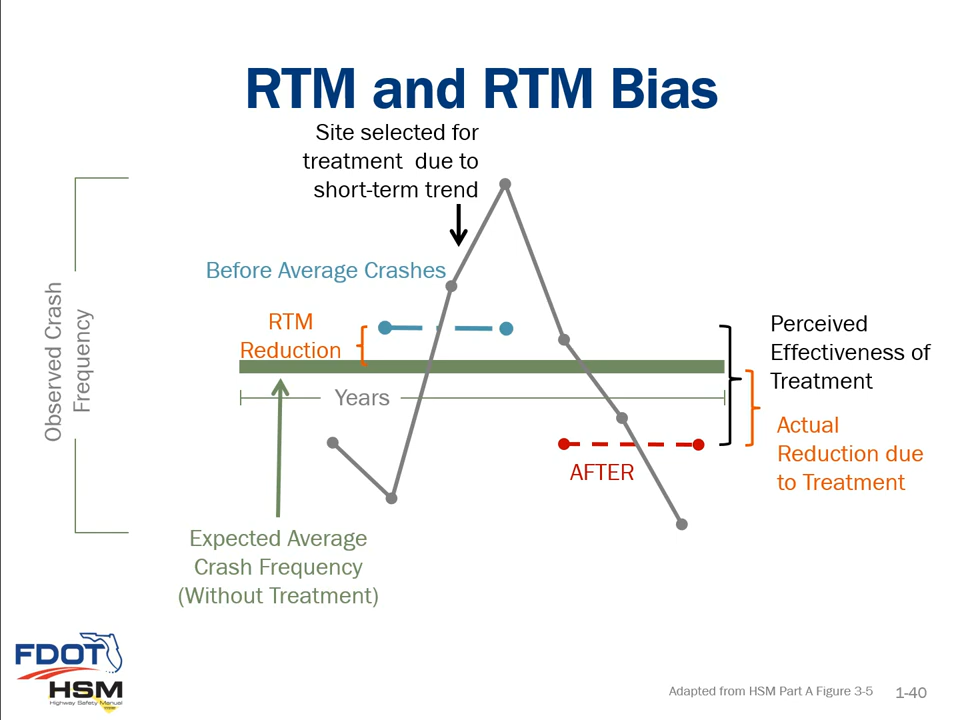 RTM and RTM Bias
Site selected for
treatment due to
short-term trend
Observed Crash
Frequency
Before Average Crashes
RTM
Reduction
Years
Perceived
Effectiveness of
Treatment
Actual
Reduction due
to Treatment
AFTER
Expected Average
Crash Frequency
(Without Treatment)
FDOT
HSM
Highway Safety Manual
Adapted from HSM Part A Figure 3-5
1-40